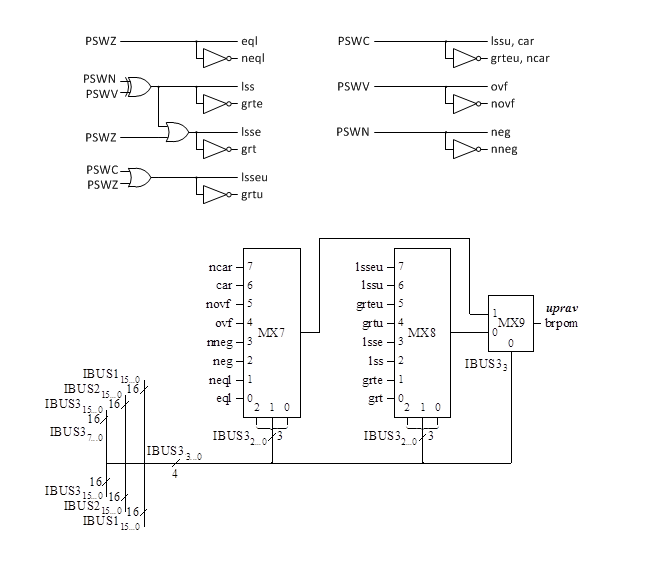 PSWZ eql
neql
PSWN
PSWV
lss
grte
PSWZ
lsse
grt
PSWC
PSWZ
lsseu
grtu
PSWC lssu, car
grteu, ncar
PSWV ovf
novf
PSWN neg
nneg
ncar 7
car 6
novf 5
ovf 4
nneg 3
neg 2
neql 1
eql 0
MX7
2 1 0
IBUS3 2...0 3
lsseu 7
lssu 6
grteu 5
grtu 4
lsse 3
lss 2
grte 1
grt 0
MX8
2 1 0
IBUS3 2...0 3
1
0
MX9
0
uprav
brpom
IBUS3 3
IBUS1 15...0
IBUS2 15...0 16
IBUS3 15...0 16
16
IBUS3 7...0
IBUS3 3...0
4
16
IBUS3 15...0 16
IBUS2 15...0 16
IBUS1 15...0